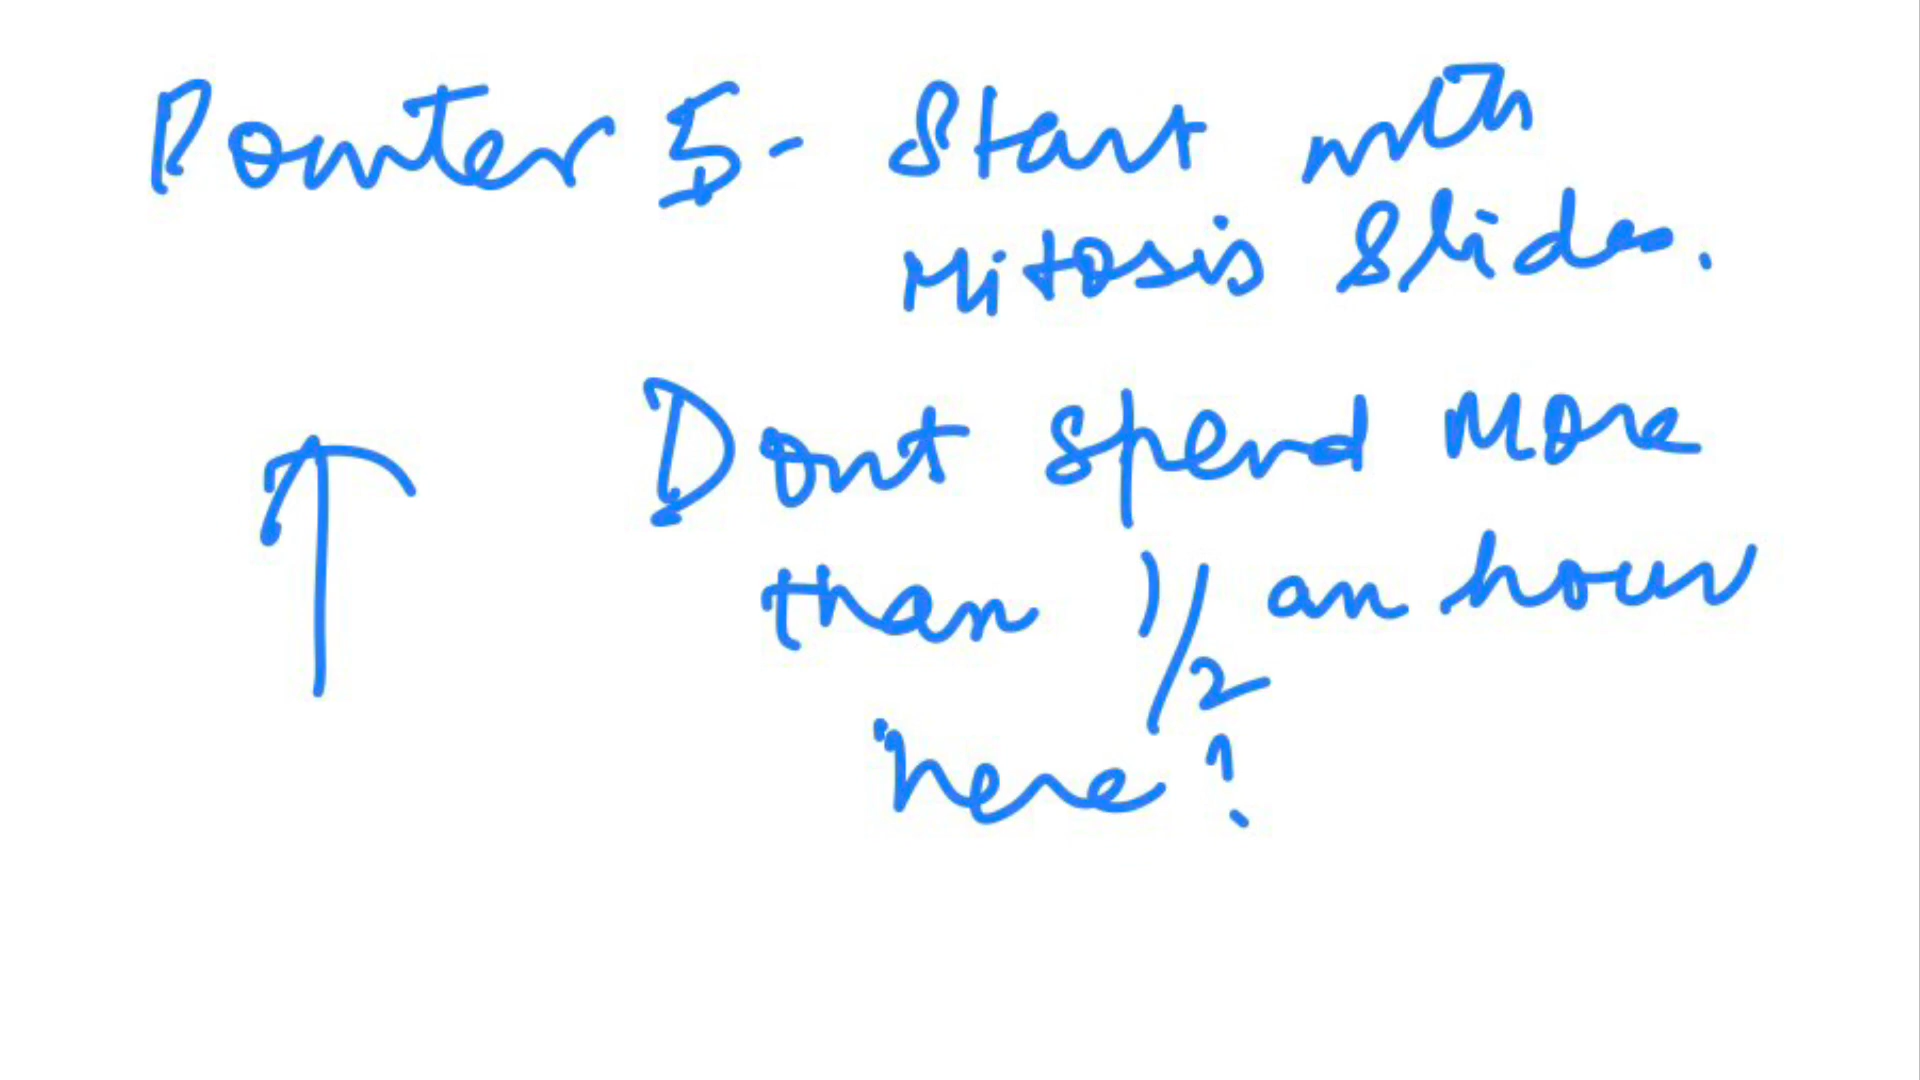 Pointer 5- Start with
Mitosis Slides.
Dont spend More
than 1/2 an hour
here?